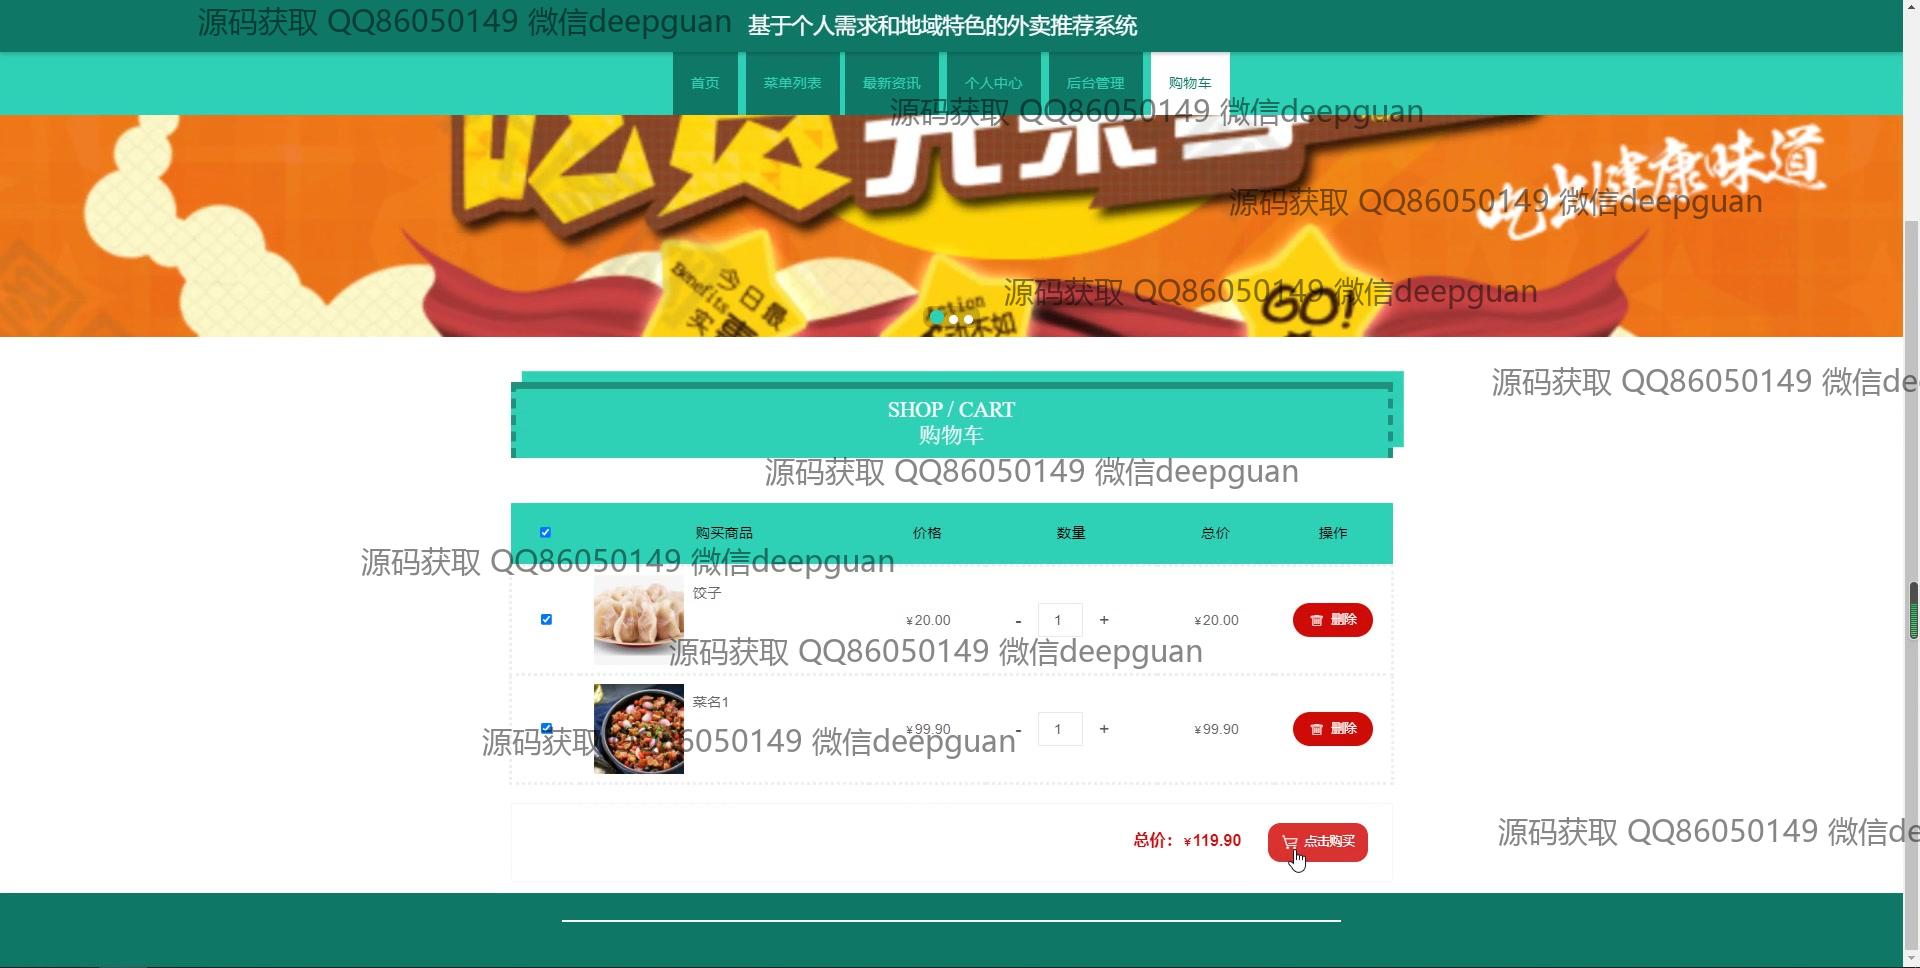 源码获取 QQ86050149 微信deepguan
基于个人需求和地域特色的外卖推荐系统
首页 菜单列表 最新资讯 个人中心 后台管理 购物车
源码获取 QQ86050149 微信deepguan
吃出健康味道
源码获取 QQ86050149 微信deepguan
今日最
Benefits
实惠
GO!
源码获取 QQ86050149 微信deepguan
源码获取 QQ86050149 微信de
SHOP / CART
购物车
源码获取 QQ86050149 微信deepguan
购买商品 价格 数量 总价 操作
源码获取 QQ86050149 微信deepguan
饺子
¥20.00 - 1 + ¥20.00 删除
源码获取 QQ86050149 微信deepguan
菜名1
¥99.90 - 1 + ¥99.90 删除
源码获取 6050149 微信deepguan
源码获取 QQ86050149 微信de
总价：¥119.90 点击购买